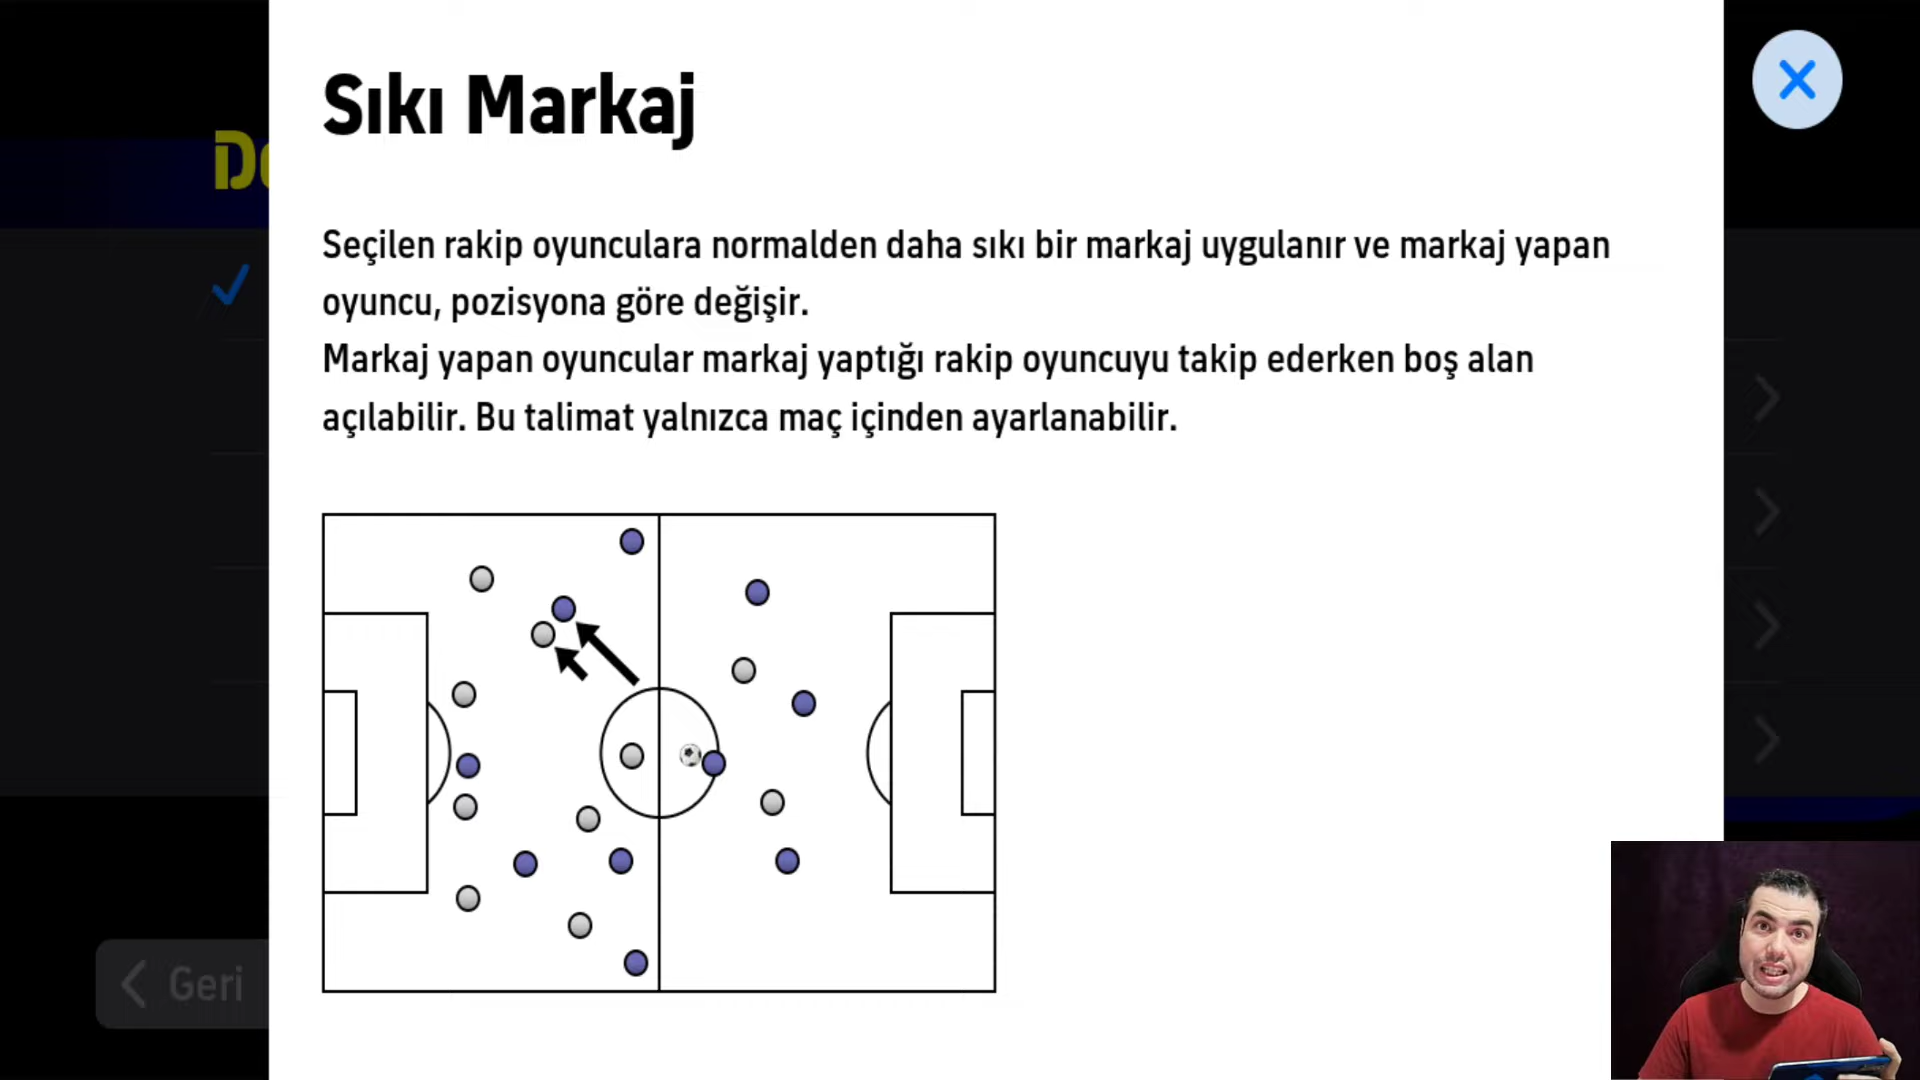 Sıkı Markaj
De
Seçilen rakip oyunculara normalden daha sıkı bir markaj uygulanır ve markaj yapan
oyuncu, pozisyona göre değişir.
Markaj yapan oyuncular markaj yaptığı rakip oyuncuyu takip ederken boş alan
açılabilir. Bu talimat yalnızca maç içinden ayarlanabilir.
Geri